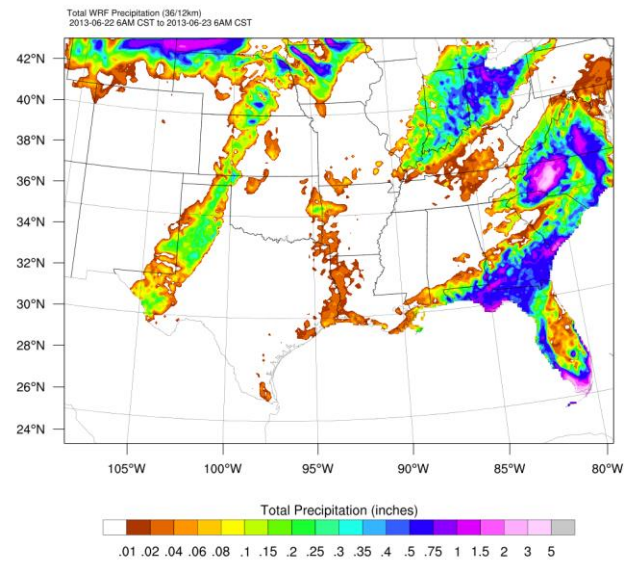 Total WRF Precipitation (36/12km)
2013-06-22 6AM CST to 2013-06-23 6AM CST
42°N
40°N
38°N
36°N
34°N
32°N
30°N
28°N
26°N
24°N
105°W 100°W 95°W 90°W 85°W 80°W
Total Precipitation (inches)
.01 .02 .04 .06 .08 .1 .15 .2 .25 .3 .35 .4 .5 .75 1 1.5 2 3 5